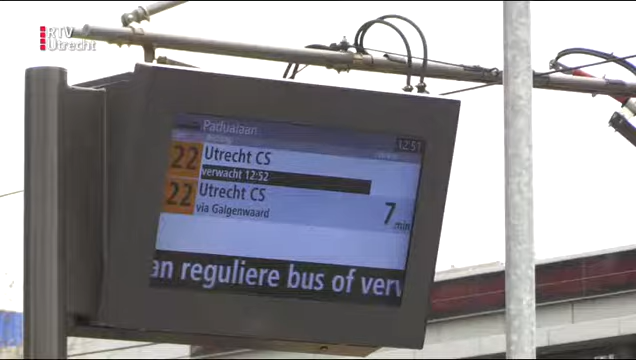 RTV
Utrecht
Padualaan
12:51
22 Utrecht CS
verwacht 12:52
22 Utrecht CS
via Galgenwaard
7 min
an reguliere bus of verv